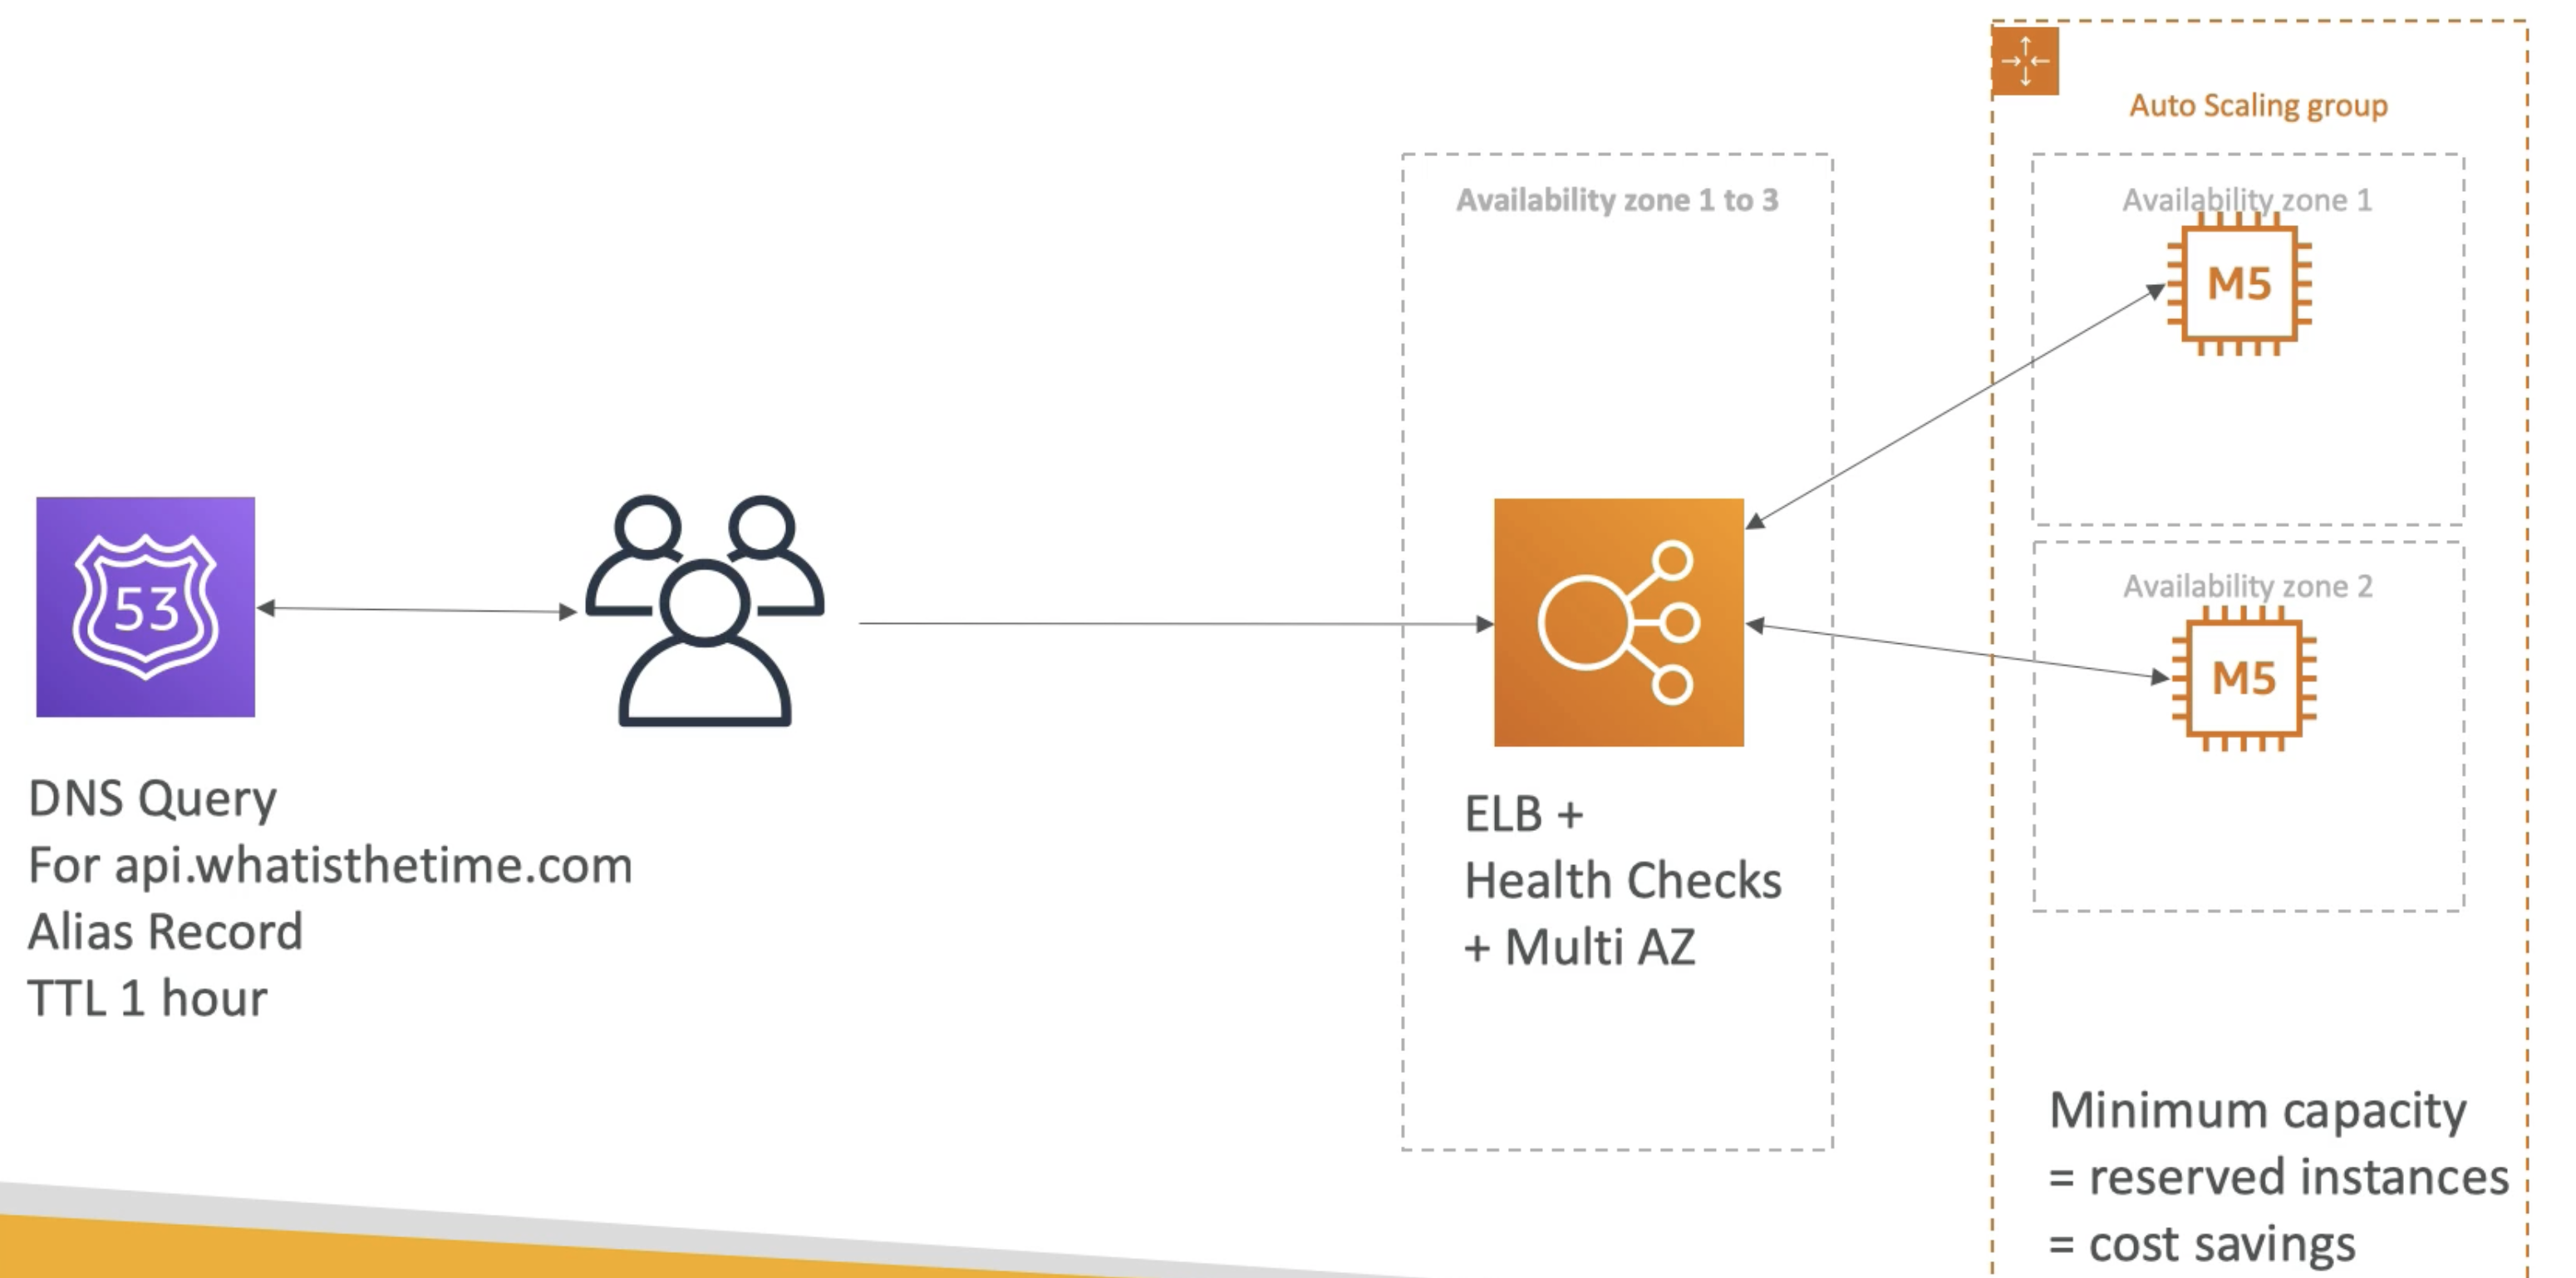 Auto Scaling group
Availability zone 1 to 3
Availability zone 1
M5
53
Availability zone 2
M5
DNS Query
For api.whatisthetime.com
Alias Record
TTL 1 hour
ELB +
Health Checks
+ Multi AZ
Minimum capacity
= reserved instances
= cost savings